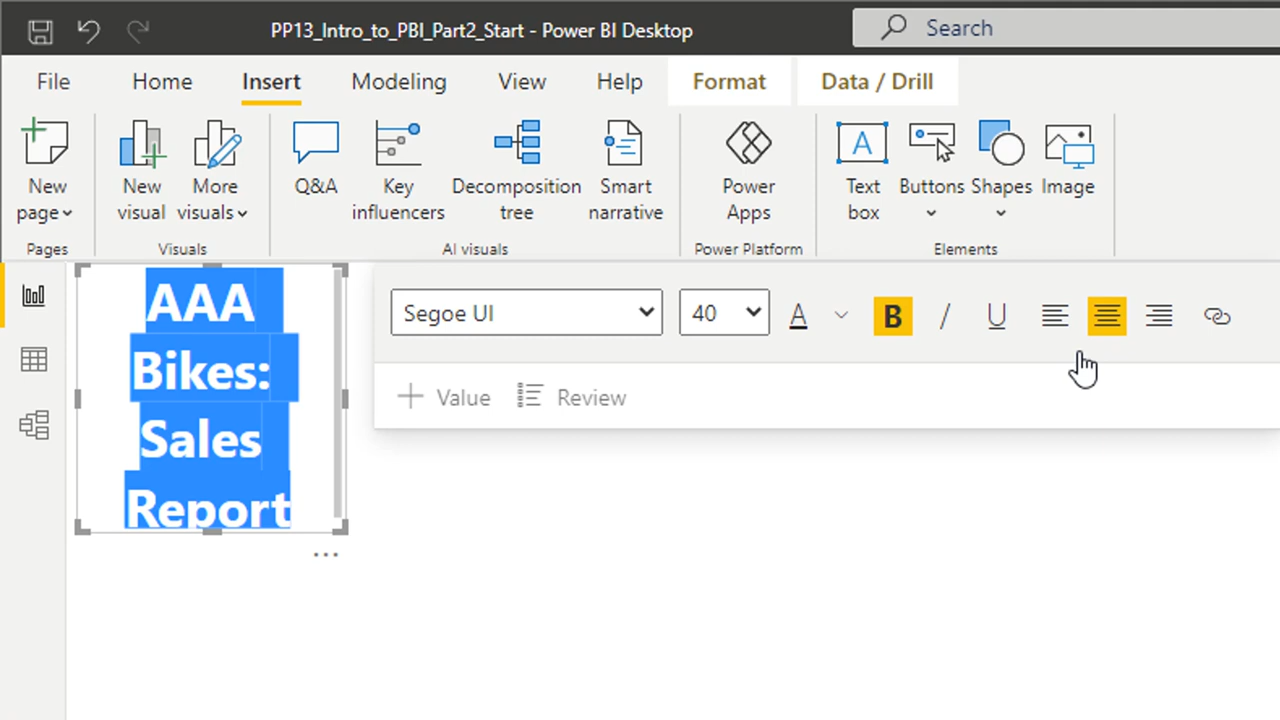 PP13_Intro_to_PBI_Part2_Start - Power BI Desktop
Search
File Home Insert Modeling View Help Format Data / Drill
New page
New visual
More visuals
Q&A
Key influencers
Decomposition tree
Smart narrative
Power Apps
A
Text box
Buttons
Shapes
Image
Pages Visuals AI visuals Power Platform Elements
AAA
Bikes:
Sales
Report
Segoe UI 40 A B / U
Value Review